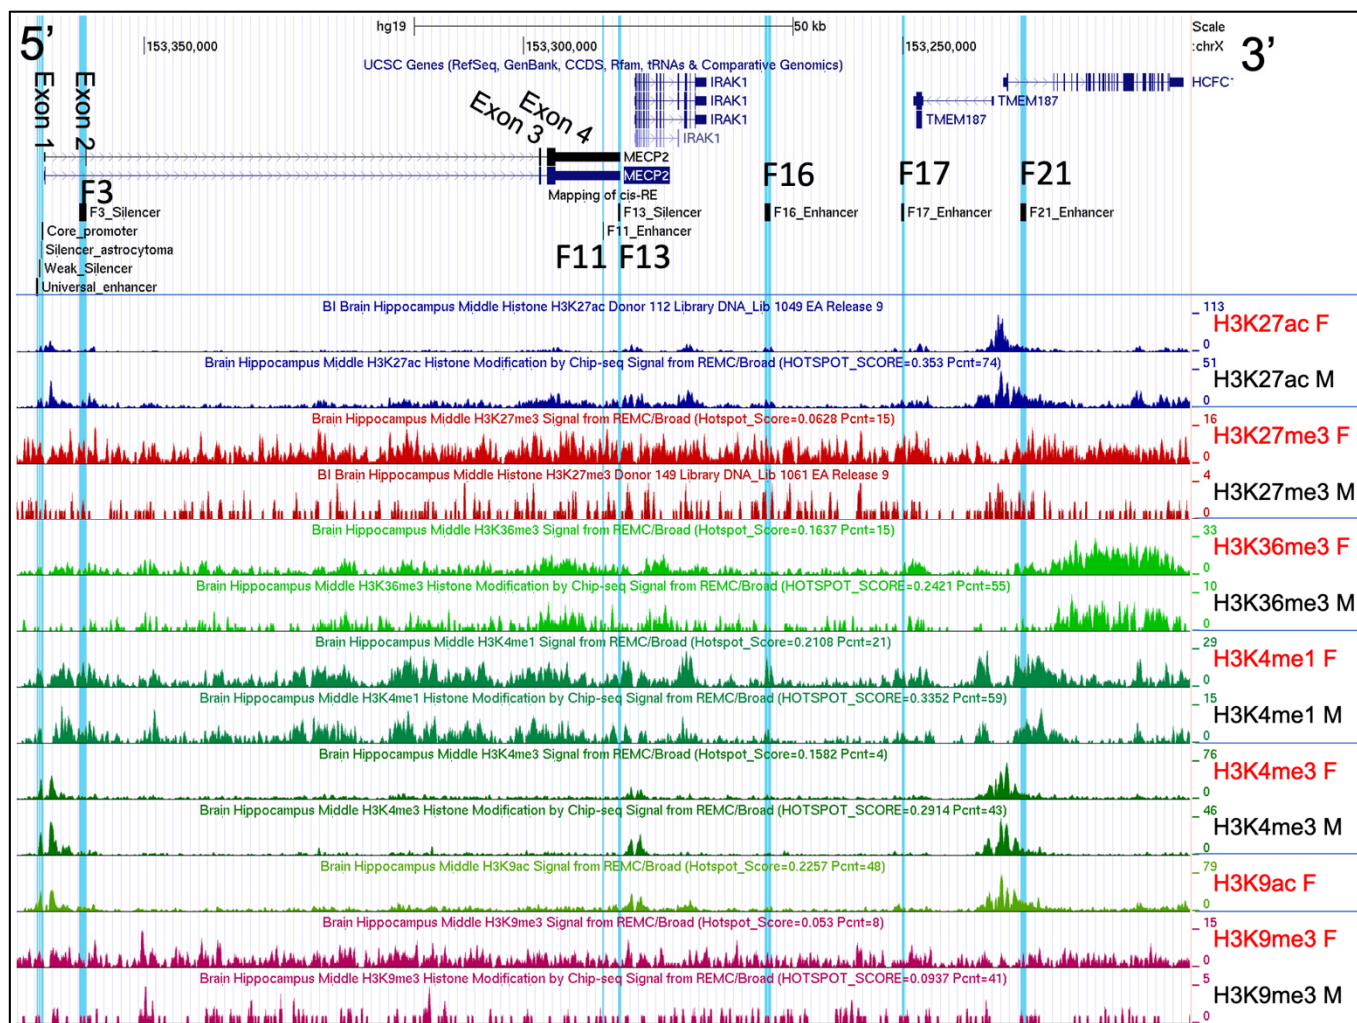 5’
hg19
50 kb
Scale
153,350,000
153,300,000
153,250,000
:chrX
3’
UCSC Genes (RefSeq, GenBank, CCDS, Rfam, tRNAs & Comparative Genomics)
Exon 1
Exon 2
Exon 3
Exon 4
IRAK1
IRAK1
IRAK1
IRAK1
HCFC1
TMEM187
TMEM187
MECP2
MECP2
Mapping of cis-RE
F3
F16
F17
F21
F3_Silencer
F13_Silencer
F16_Enhancer
F17_Enhancer
F21_Enhancer
Core_promoter
F11_Enhancer
Silencer_astrocytoma
F11
F13
Weak_Silencer
Universal_enhancer
BI Brain Hippocampus Middle Histone H3K27ac Donor 112 Library DNA_Lib 1049 EA Release 9
113
0
H3K27ac F
Brain Hippocampus Middle H3K27ac Histone Modification by Chip-seq Signal from REMC/Broad (HOTSPOT_SCORE=0.353 Pcnt=74)
51
0
H3K27ac M
Brain Hippocampus Middle H3K27me3 Signal from REMC/Broad (Hotspot_Score=0.0628 Pcnt=15)
16
0
H3K27me3 F
BI Brain Hippocampus Middle Histone H3K27me3 Donor 149 Library DNA_Lib 1061 EA Release 9
4
0
H3K27me3 M
Brain Hippocampus Middle H3K36me3 Signal from REMC/Broad (Hotspot_Score=0.1637 Pcnt=15)
33
0
H3K36me3 F
Brain Hippocampus Middle H3K36me3 Histone Modification by Chip-seq Signal from REMC/Broad (HOTSPOT_SCORE=0.2421 Pcnt=55)
10
0
H3K36me3 M
Brain Hippocampus Middle H3K4me1 Signal from REMC/Broad (Hotspot_Score=0.2108 Pcnt=21)
29
0
H3K4me1 F
Brain Hippocampus Middle H3K4me1 Histone Modification by Chip-seq Signal from REMC/Broad (HOTSPOT_SCORE=0.3352 Pcnt=59)
15
0
H3K4me1 M
Brain Hippocampus Middle H3K4me3 Signal from REMC/Broad (Hotspot_Score=0.1582 Pcnt=4)
76
0
H3K4me3 F
Brain Hippocampus Middle H3K4me3 Histone Modification by Chip-seq Signal from REMC/Broad (HOTSPOT_SCORE=0.2914 Pcnt=43)
46
0
H3K4me3 M
Brain Hippocampus Middle H3K9ac Signal from REMC/Broad (Hotspot_Score=0.2257 Pcnt=48)
79
0
H3K9ac F
Brain Hippocampus Middle H3K9me3 Signal from REMC/Broad (Hotspot_Score=0.053 Pcnt=8)
15
0
H3K9me3 F
Brain Hippocampus Middle H3K9me3 Histone Modification by Chip-seq Signal from REMC/Broad (HOTSPOT_SCORE=0.0937 Pcnt=41)
5
0
H3K9me3 M